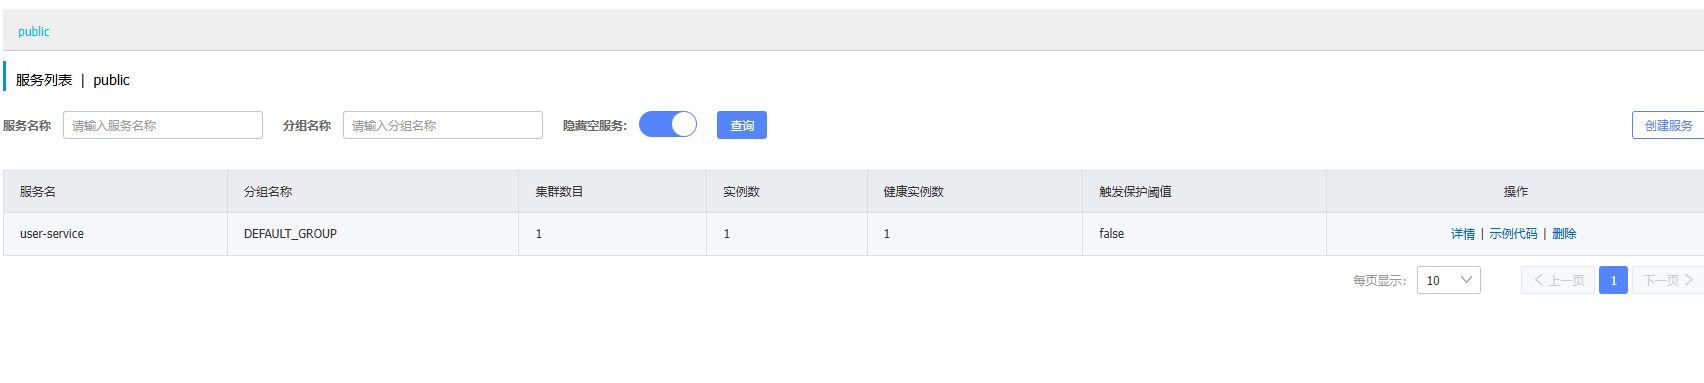 public
服务列表 | public
服务名称 请输入服务名称 分组名称 请输入分组名称 隐藏空服务: 查询 创建服务
服务名 分组名称 集群数目 实例数 健康实例数 触发保护阈值 操作
user-service DEFAULT_GROUP 1 1 1 false 详情 | 示例代码 | 删除
每页显示: 10 上一页 1 下一页